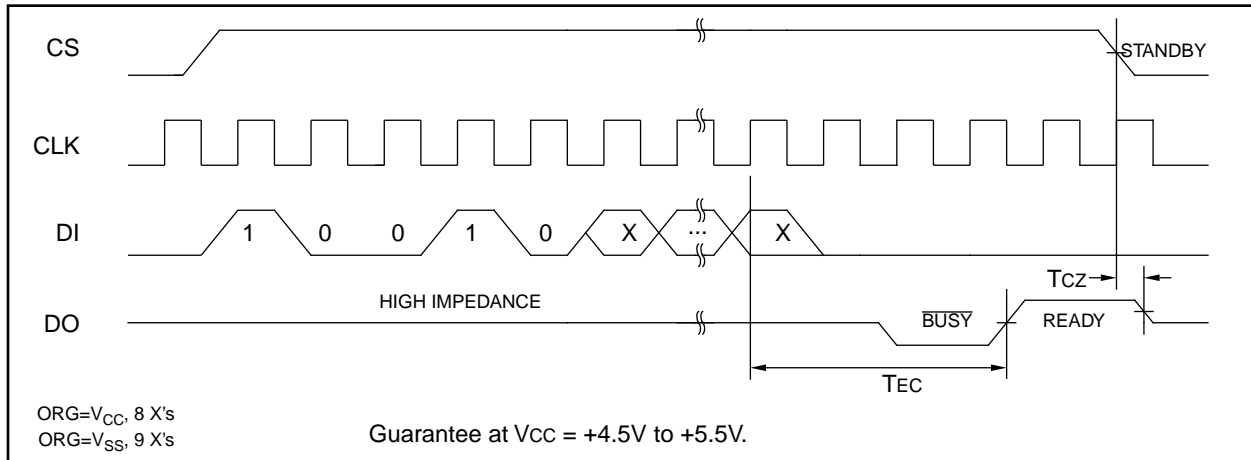 CS
STANDBY
CLK
DI
1 0 0 1 0 X ... X
TCZ
HIGH IMPEDANCE
DO
BUSY
READY
TEC
ORG=VCC, 8 X's
ORG=VSS, 9 X's
Guarantee at VCC = +4.5V to +5.5V.